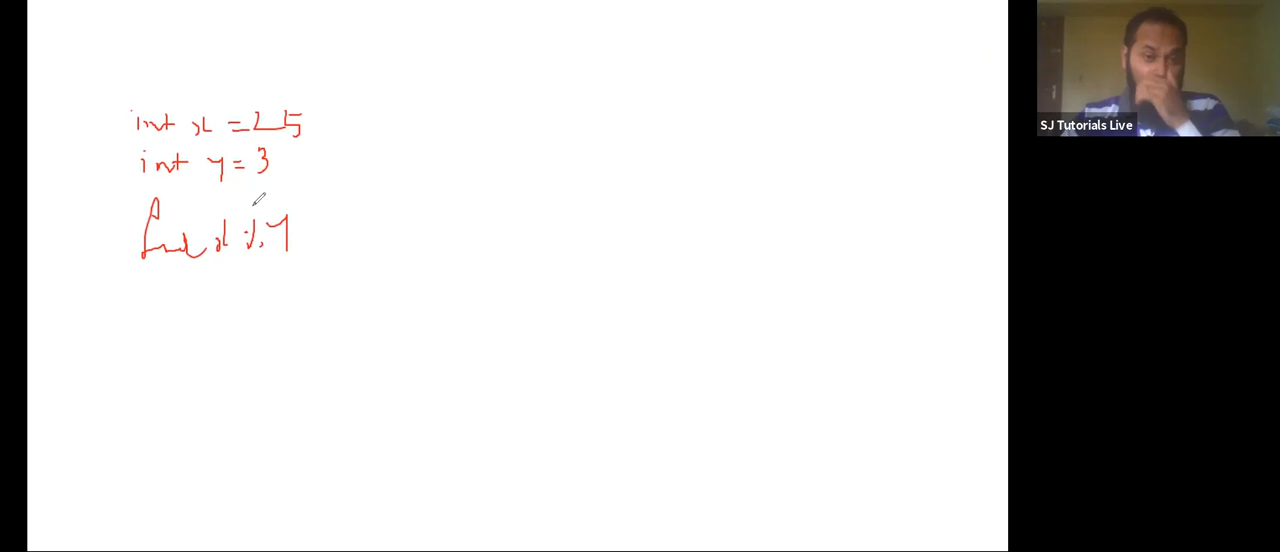 int x = 25
int y = 3
find x % y
SJ Tutorials Live